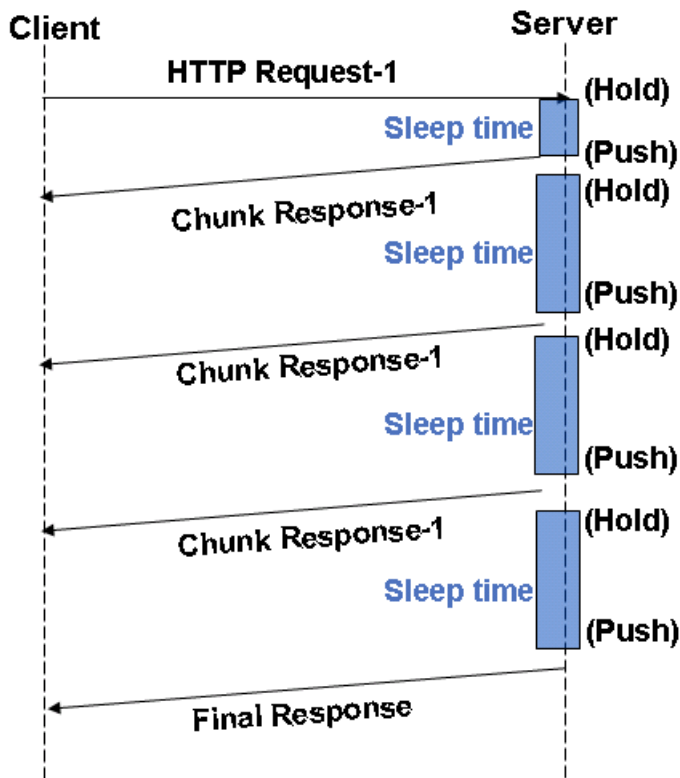 Client
Server
HTTP Request-1
(Hold)
Sleep time
(Push)
(Hold)
Chunk Response-1
Sleep time
(Push)
(Hold)
Chunk Response-1
Sleep time
(Push)
(Hold)
Chunk Response-1
Sleep time
(Push)
Final Response